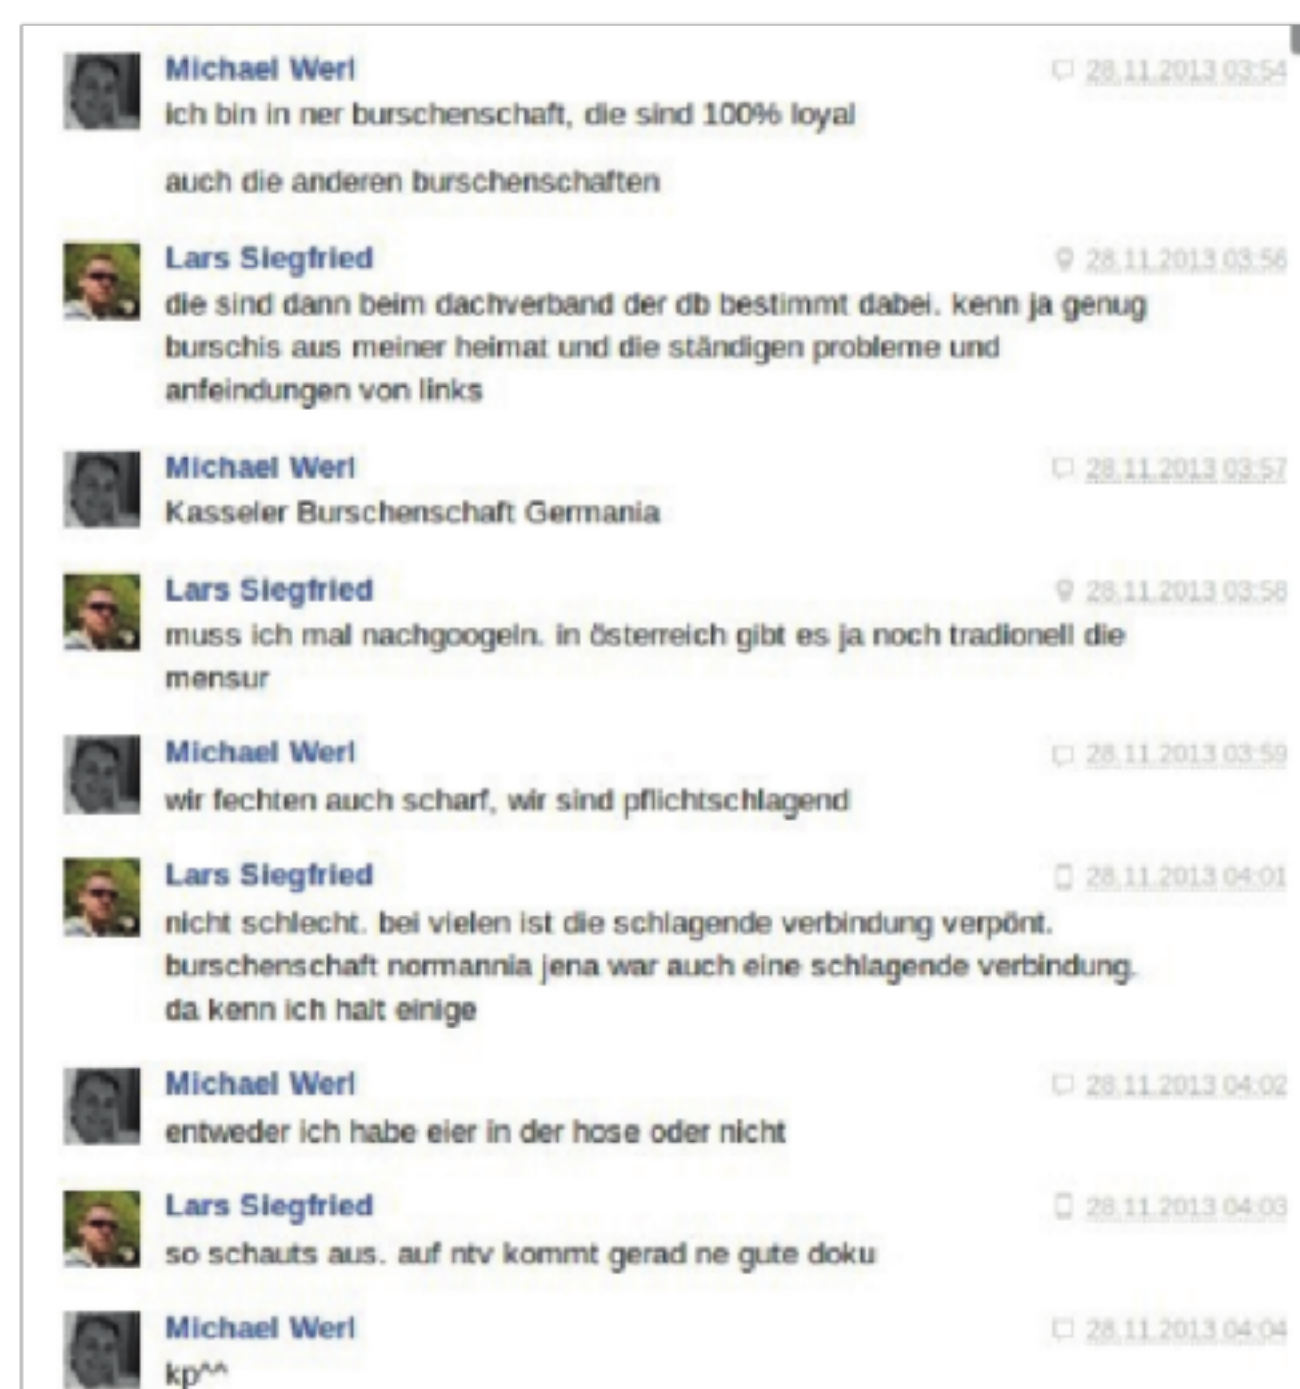 Michael Werl 28.11.2013 03:54
ich bin in ner burschenschaft, die sind 100% loyal
auch die anderen burschenschaften
Lars Siegfried 28.11.2013 03:56
die sind dann beim dachverband der db bestimmt dabei. kenn ja genug
burschis aus meiner heimat und die ständigen probleme und
anfeindungen von links
Michael Werl 28.11.2013 03:57
Kasseler Burschenschaft Germania
Lars Siegfried 28.11.2013 03:58
muss ich mal nachgoogeln. in österreich gibt es ja noch tradionell die
mensur
Michael Werl 28.11.2013 03:59
wir fechten auch scharf, wir sind pflichtschlagend
Lars Siegfried 28.11.2013 04:01
nicht schlecht. bei vielen ist die schlagende verbindung verpönt.
burschenschaft normannia jena war auch eine schlagende verbindung.
da kenn ich halt einige
Michael Werl 28.11.2013 04:02
entweder ich habe eier in der hose oder nicht
Lars Siegfried 28.11.2013 04:03
so schauts aus. auf ntv kommt gerad ne gute doku
Michael Werl 28.11.2013 04:04
kp^^